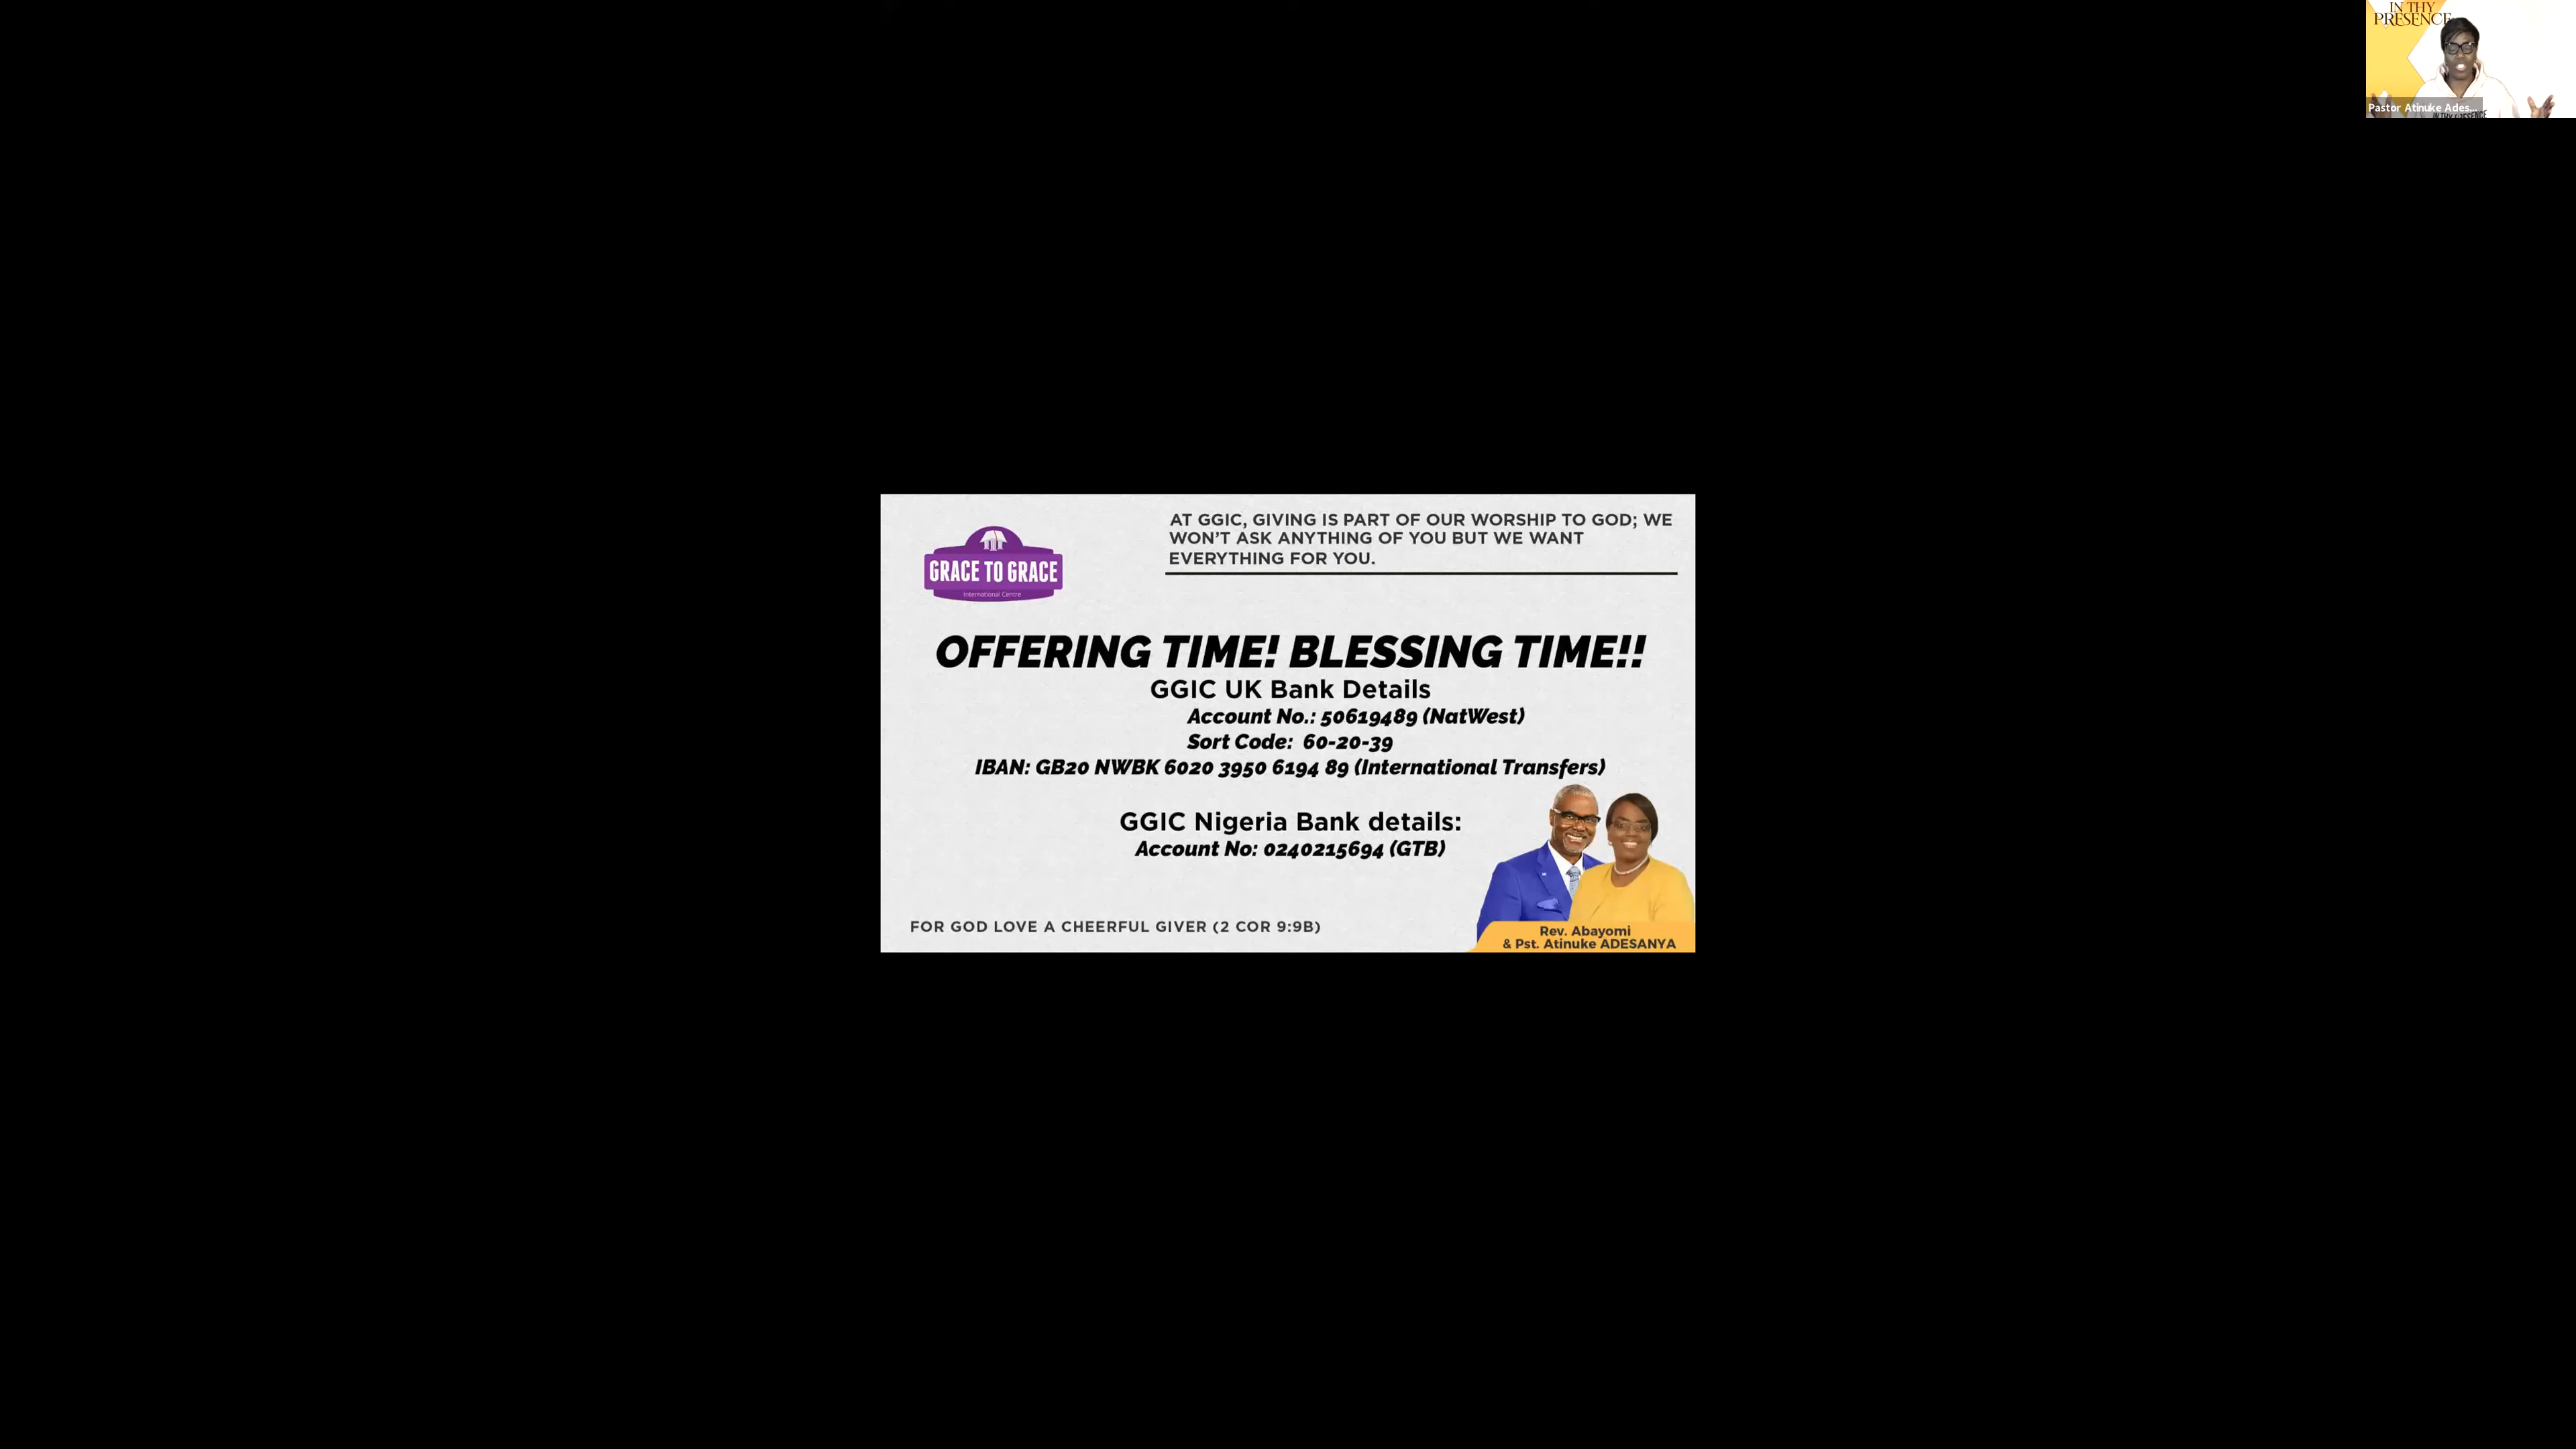 IN THY
PRESENCE
Pastor Atinuke Ades...
IN THY PRESENCE
AT GGIC, GIVING IS PART OF OUR WORSHIP TO GOD; WE
WON'T ASK ANYTHING OF YOU BUT WE WANT
EVERYTHING FOR YOU.
GRACE TO GRACE
International Centre
OFFERING TIME! BLESSING TIME!!
GGIC UK Bank Details
Account No.: 50619489 (NatWest)
Sort Code: 60-20-39
IBAN: GB20 NWBK 6020 3950 6194 89 (International Transfers)
GGIC Nigeria Bank details:
Account No: 0240215694 (GTB)
FOR GOD LOVE A CHEERFUL GIVER (2 COR 9:9B)
Rev. Abayomi
& Pst. Atinuke ADESANYA